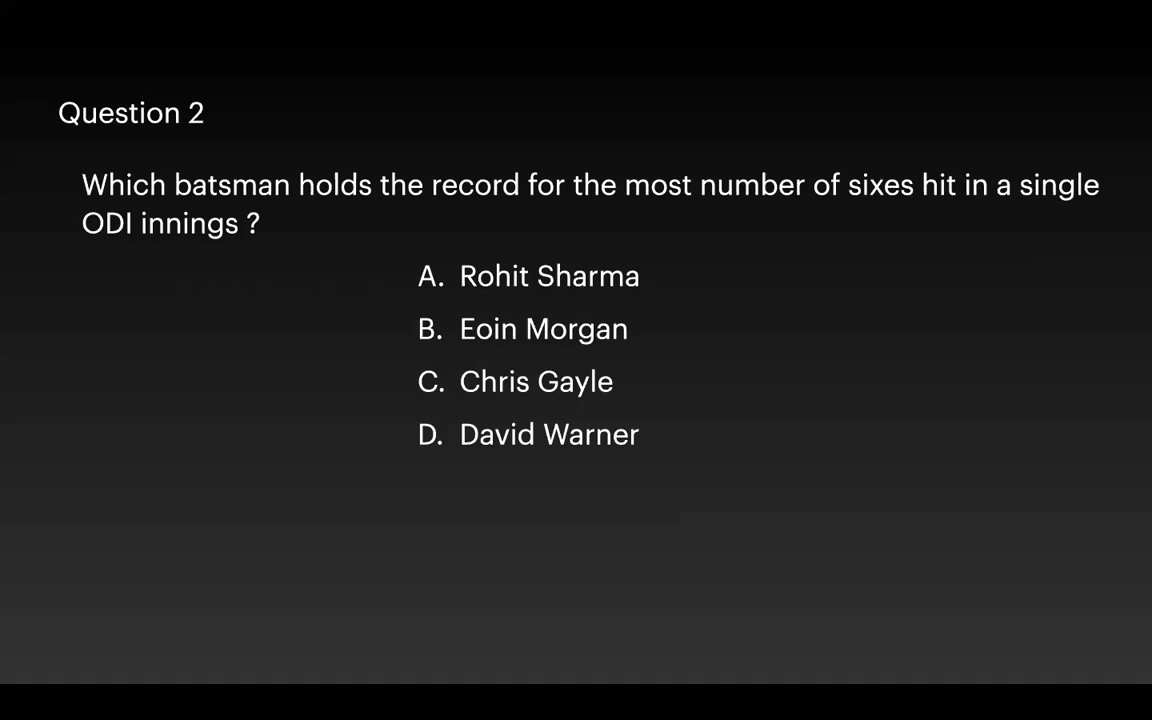 Question 2
Which batsman holds the record for the most number of sixes hit in a single
ODI innings ?
A. Rohit Sharma
B. Eoin Morgan
C. Chris Gayle
D. David Warner